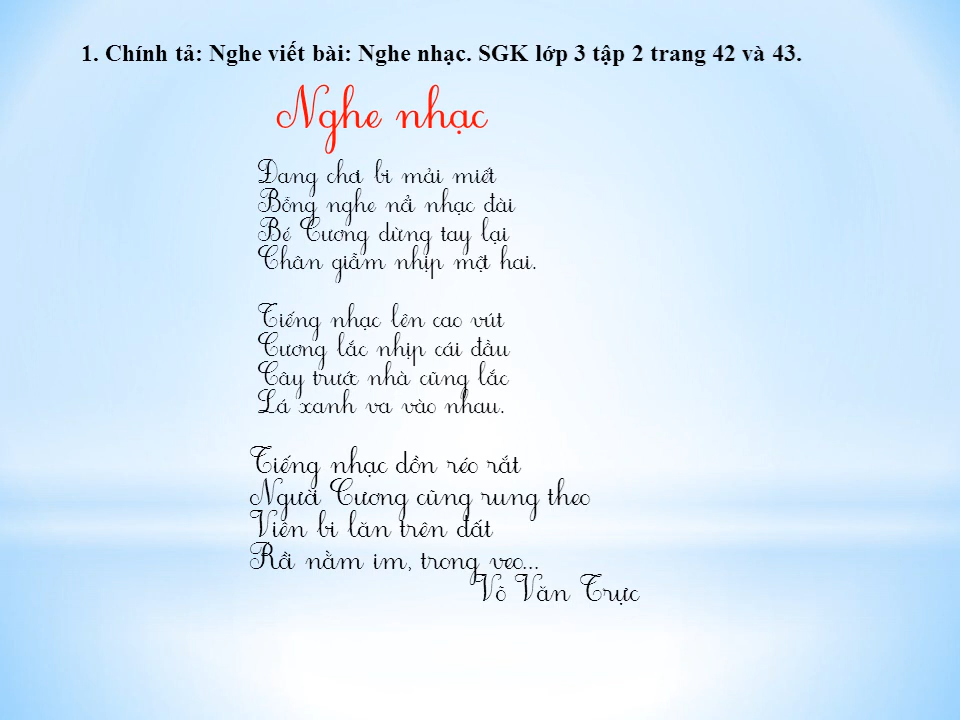 1. Chính tả: Nghe viết bài: Nghe nhạc. SGK lớp 3 tập 2 trang 42 và 43.
Nghe nhạc
Đang chơi bi mải miết
Bỗng nghe nổi nhạc đài
Bé Cương dừng tay lại
Chân giẫm nhịp một hai.
Tiếng nhạc lên cao vút
Cương lắc nhịp cái đầu
Cây trước nhà cũng lắc
Lá xanh va vào nhau.
Tiếng nhạc dồn réo rắt
Người Cương cũng rung theo
Viên bi lăn trên đất
Rồi nằm im, trong veo...
Võ Văn Trực